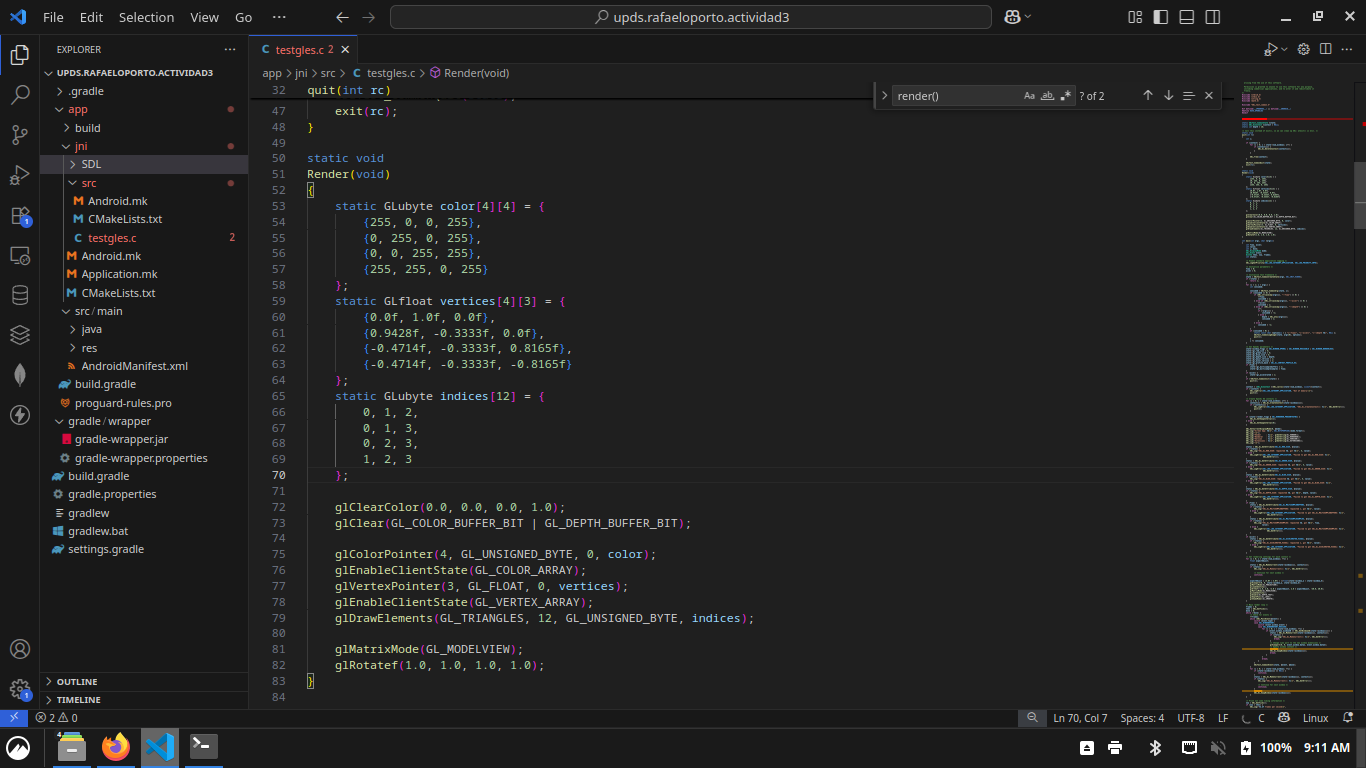 File Edit Selection View Go ··· upds.rafaeloporto.actividad3
EXPLORER ···
testgles.c 2
UPDS.RAFAELOPORTO.ACTIVIDAD3
.gradle
app
build
jni
SDL
src
Android.mk
CMakeLists.txt
testgles.c 2
Android.mk
Application.mk
CMakeLists.txt
src/main
java
res
AndroidManifest.xml
build.gradle
proguard-rules.pro
gradle/wrapper
gradle-wrapper.jar
gradle-wrapper.properties
build.gradle
gradle.properties
gradlew
gradlew.bat
settings.gradle
OUTLINE
TIMELINE
app > jni > src > testgles.c > Render(void)
render() Aa ab ? of 2
32 quit(int rc)
47 exit(rc);
48 }
49
50 static void
51 Render(void)
52 {
53 static GLubyte color[4][4] = {
54 {255, 0, 0, 255},
55 {0, 255, 0, 255},
56 {0, 0, 255, 255},
57 {255, 255, 0, 255}
58 };
59 static GLfloat vertices[4][3] = {
60 {0.0f, 1.0f, 0.0f},
61 {0.9428f, -0.3333f, 0.0f},
62 {-0.4714f, -0.3333f, 0.8165f},
63 {-0.4714f, -0.3333f, -0.8165f}
64 };
65 static GLubyte indices[12] = {
66 0, 1, 2,
67 0, 1, 3,
68 0, 2, 3,
69 1, 2, 3
70 };
71
72 glClearColor(0.0, 0.0, 0.0, 1.0);
73 glClear(GL_COLOR_BUFFER_BIT | GL_DEPTH_BUFFER_BIT);
74
75 glColorPointer(4, GL_UNSIGNED_BYTE, 0, color);
76 glEnableClientState(GL_COLOR_ARRAY);
77 glVertexPointer(3, GL_FLOAT, 0, vertices);
78 glEnableClientState(GL_VERTEX_ARRAY);
79 glDrawElements(GL_TRIANGLES, 12, GL_UNSIGNED_BYTE, indices);
80
81 glMatrixMode(GL_MODELVIEW);
82 glRotatef(1.0, 1.0, 1.0, 1.0);
83 }
84
1
1
2 0 Ln 70, Col 7 Spaces: 4 UTF-8 LF C Linux
4 100% 9:11 AM